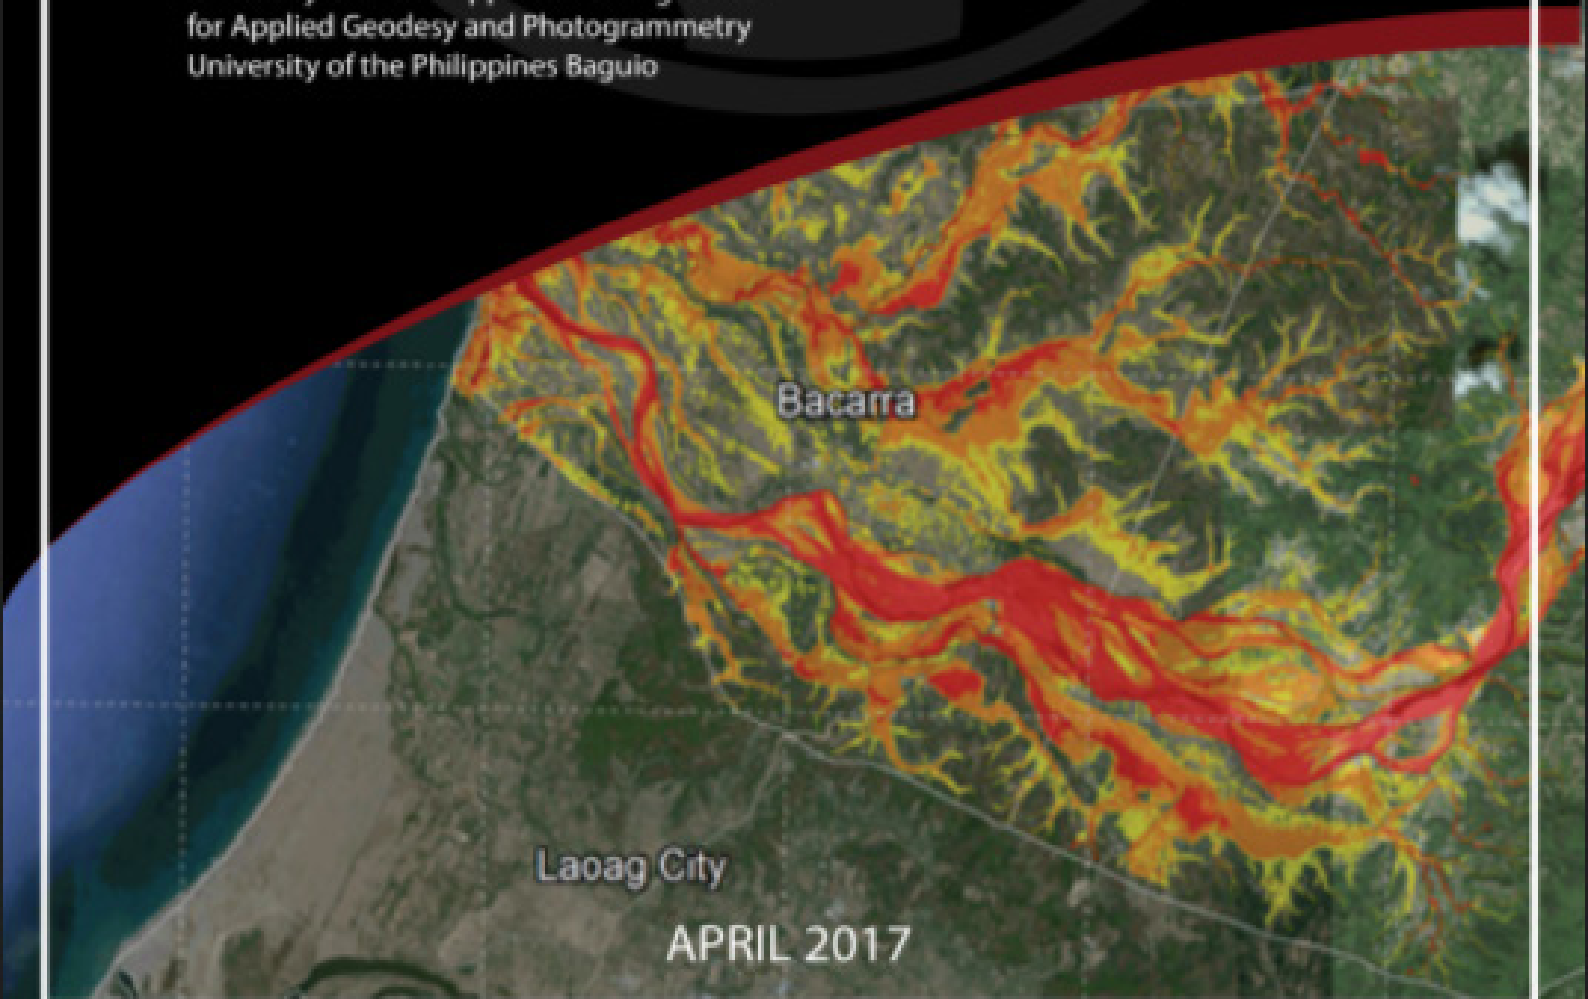 for Applied Geodesy and Photogrammetry
University of the Philippines Baguio
Bacarra
Laoag City
APRIL 2017